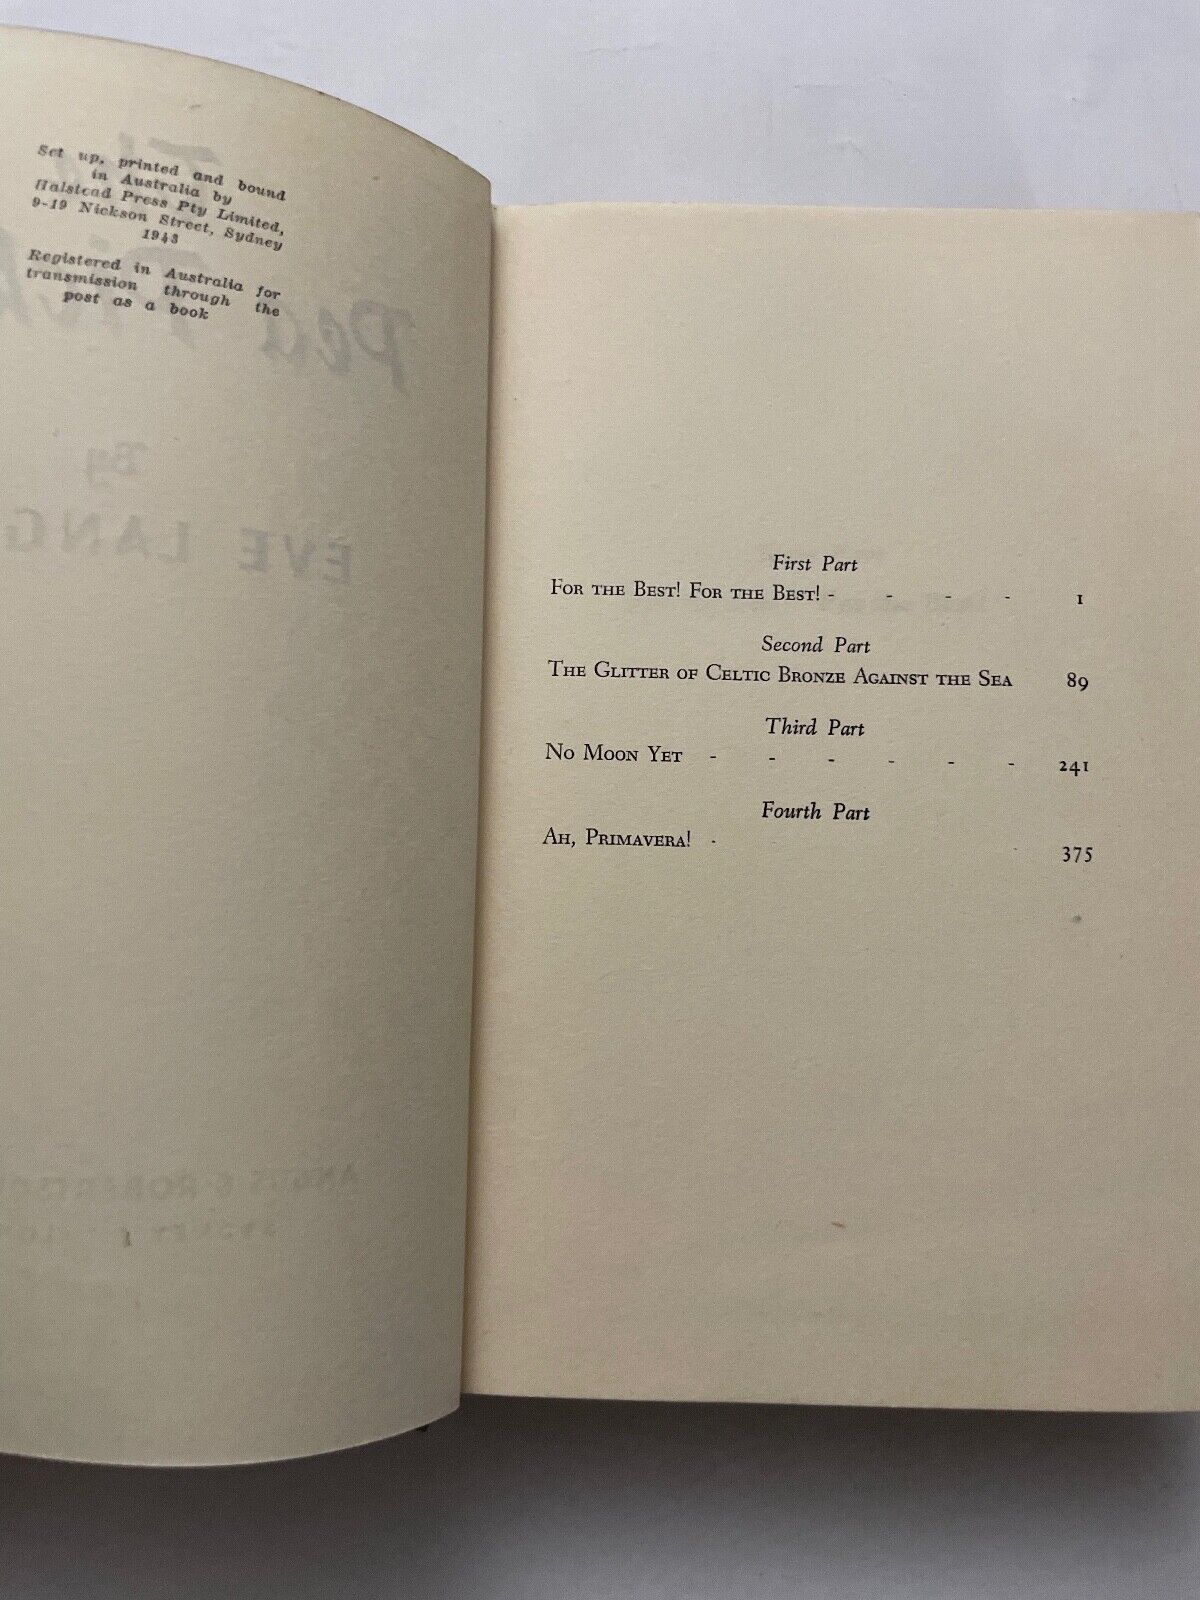 Set up, printed and bound
in Australia by
Halstead Press Pty Limited,
9-19 Nickson Street, Sydney
1943
Registered in Australia for
transmission through the
post as a book
By
ÈVE LANG
First Part
For the Best! For the Best! - - - - 1
Second Part
The Glitter of Celtic Bronze Against the Sea 89
Third Part
No Moon Yet - - - - - - 241
Fourth Part
Ah, Primavera! - - 375